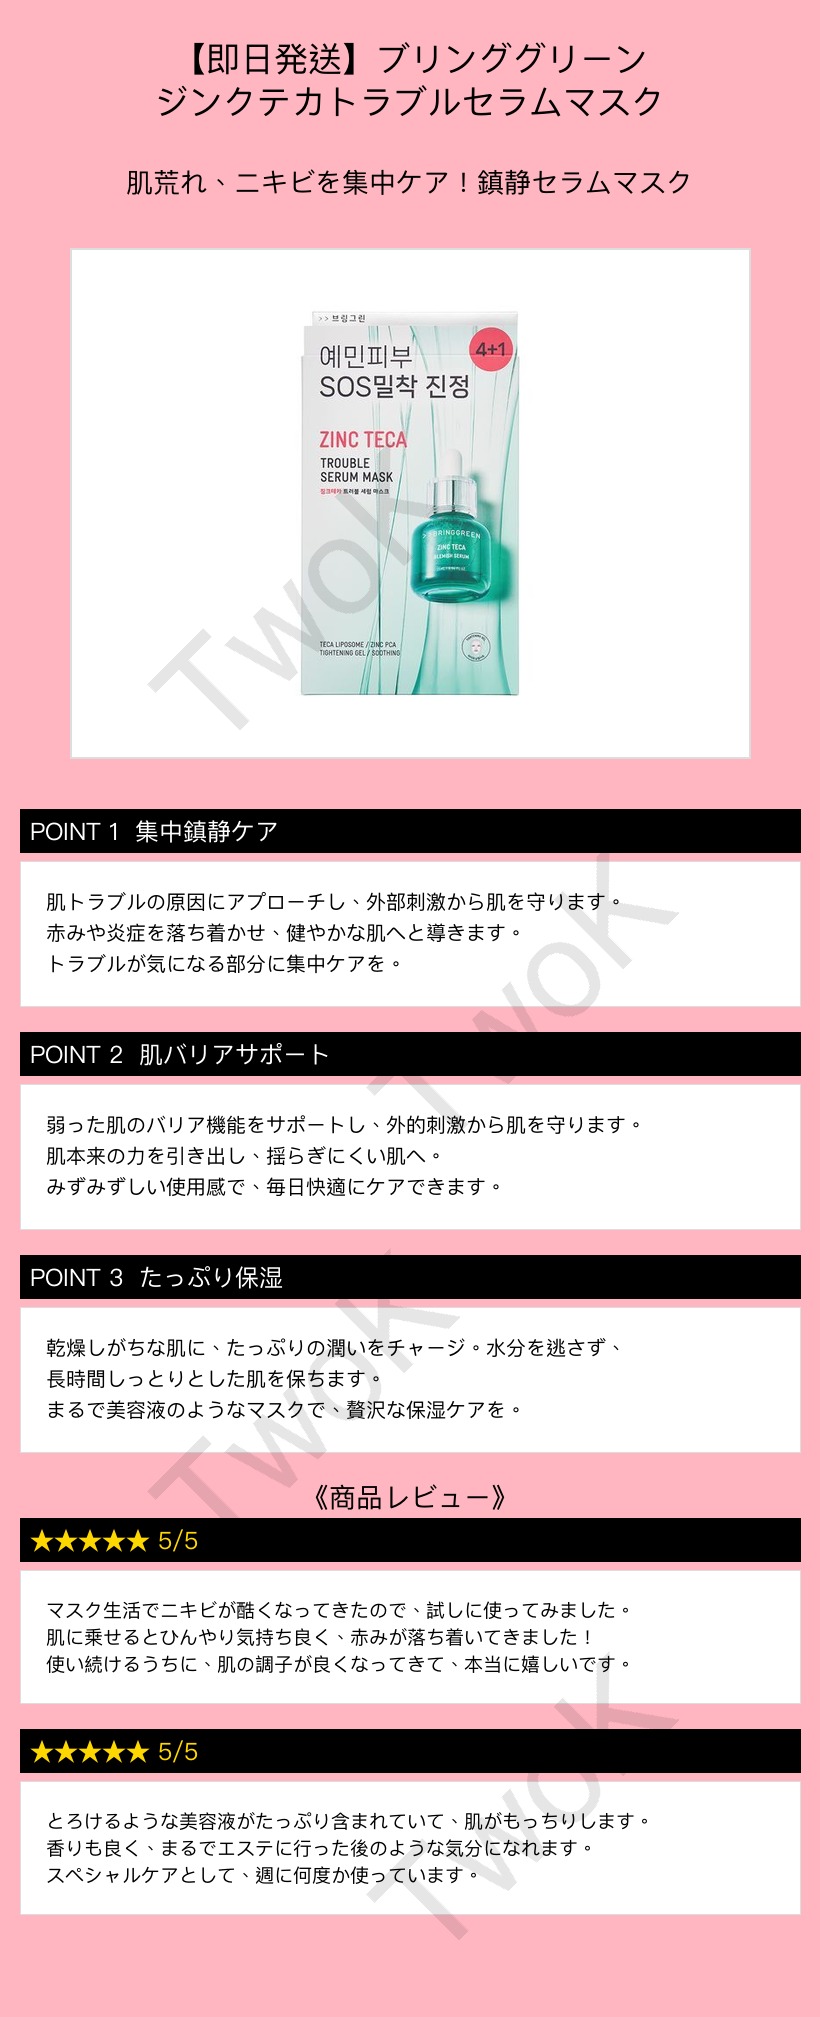 【即日発送】ブリンググリーン
ジンクテカトラブルセラムマスク
肌荒れ、ニキビを集中ケア！鎮静セラムマスク
>> 브링그린
예민피부
SOS밀착 진정
4+1
ZINC TECA
TROUBLE
SERUM MASK
징크테카 트러블 세럼 마스크
>> BRINGGREEN
ZINC TECA
BLEMISH SERUM
TECA LIPOSOME / ZINC PCA
TIGHTENING GEL / SOOTHING
TwoK
POINT 1 集中鎮静ケア
肌トラブルの原因にアプローチし、外部刺激から肌を守ります。
赤みや炎症を落ち着かせ、健やかな肌へと導きます。
トラブルが気になる部分に集中ケアを。
TwoK
POINT 2 肌バリアサポート
弱った肌のバリア機能をサポートし、外的刺激から肌を守ります。
肌本来の力を引き出し、揺らぎにくい肌へ。
みずみずしい使用感で、毎日快適にケアできます。
POINT 3 たっぷり保湿
乾燥しがちな肌に、たっぷりの潤いをチャージ。水分を逃さず、
長時間しっとりとした肌を保ちます。
まるで美容液のようなマスクで、贅沢な保湿ケアを。
TwoK
《商品レビュー》
★★★★★ 5/5
マスク生活でニキビが酷くなってきたので、試しに使ってみました。
肌に乗せるとひんやり気持ち良く、赤みが落ち着いてきました！
使い続けるうちに、肌の調子が良くなってきて、本当に嬉しいです。
★★★★★ 5/5
とろけるような美容液がたっぷり含まれていて、肌がもっちりします。
香りも良く、まるでエステに行った後のような気分になれます。
スペシャルケアとして、週に何度か使っています。
TwoK